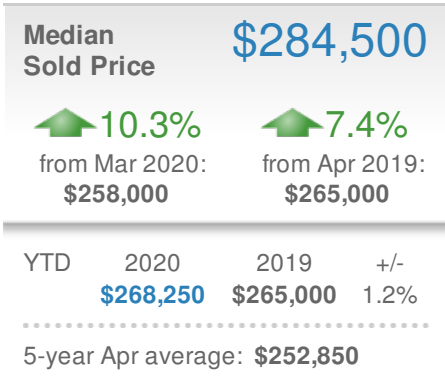 Median $284,500
Sold Price
10.3% 7.4%
from Mar 2020: from Apr 2019:
$258,000 $265,000
YTD 2020 2019 +/-
$268,250 $265,000 1.2%
5-year Apr average: $252,850